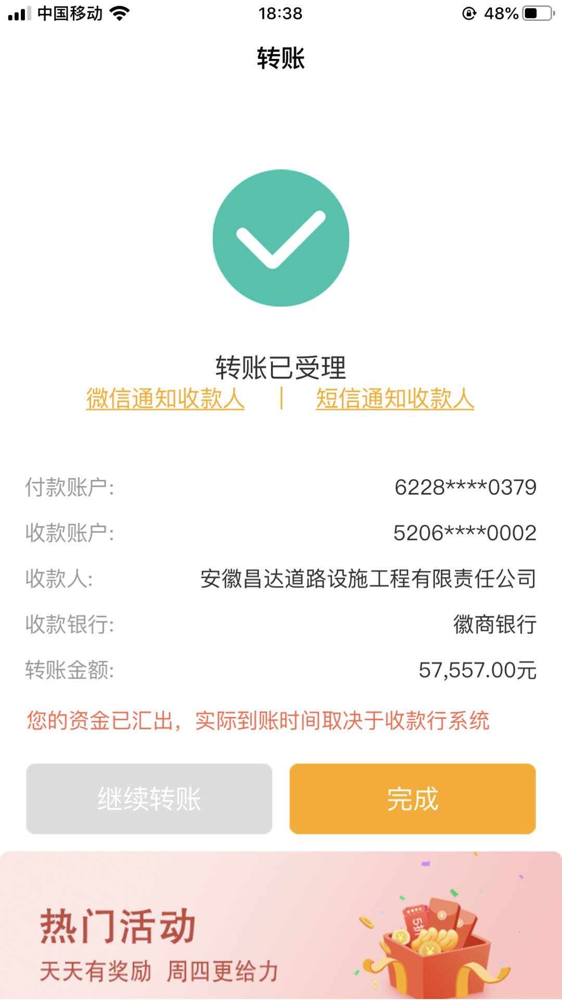 中国移动 18:38 48%
转账
转账已受理
微信通知收款人 | 短信通知收款人
付款账户: 6228****0379
收款账户: 5206****0002
收款人: 安徽昌达道路设施工程有限责任公司
收款银行: 徽商银行
转账金额: 57,557.00元
您的资金已汇出，实际到账时间取决于收款行系统
继续转账 完成
热门活动
5折
天天有奖励 周四更给力